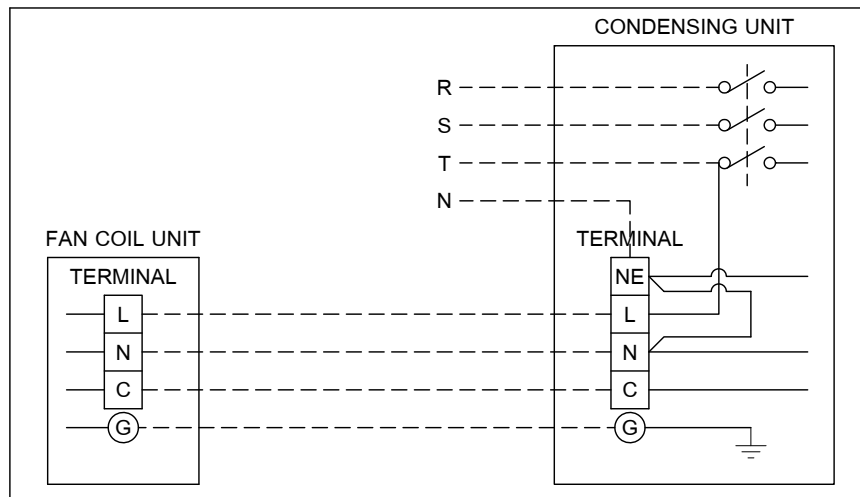 CONDENSING UNIT
R
S
T
N
FAN COIL UNIT
TERMINAL
TERMINAL
NE
L
L
N
N
C
C
G
G